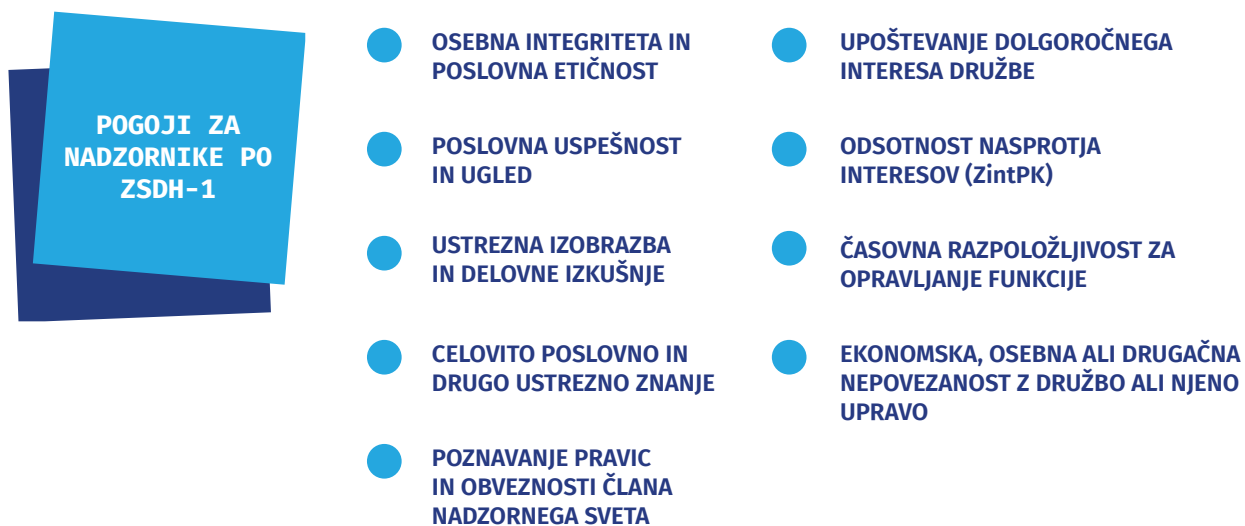 POGOJI ZA
NADZORNIKE PO
ZSDH-1
OSEBNA INTEGRITETA IN
POSLOVNA ETIČNOST
POSLOVNA USPEŠNOST
IN UGLED
USTREZNA IZOBRAZBA
IN DELOVNE IZKUŠNJE
CELOVITO POSLOVNO IN
DRUGO USTREZNO ZNANJE
POZNAVANJE PRAVIC
IN OBVEZNOSTI ČLANA
NADZORNEGA SVETA
UPOŠTEVANJE DOLGOROČNEGA
INTERESA DRUŽBE
ODSOTNOST NASPROTJA
INTERESOV (ZintPK)
ČASOVNA RAZPOLOŽLJIVOST ZA
OPRAVLJANJE FUNKCIJE
EKONOMSKA, OSEBNA ALI DRUGAČNA
NEPOVEZANOST Z DRUŽBO ALI NJENO
UPRAVO